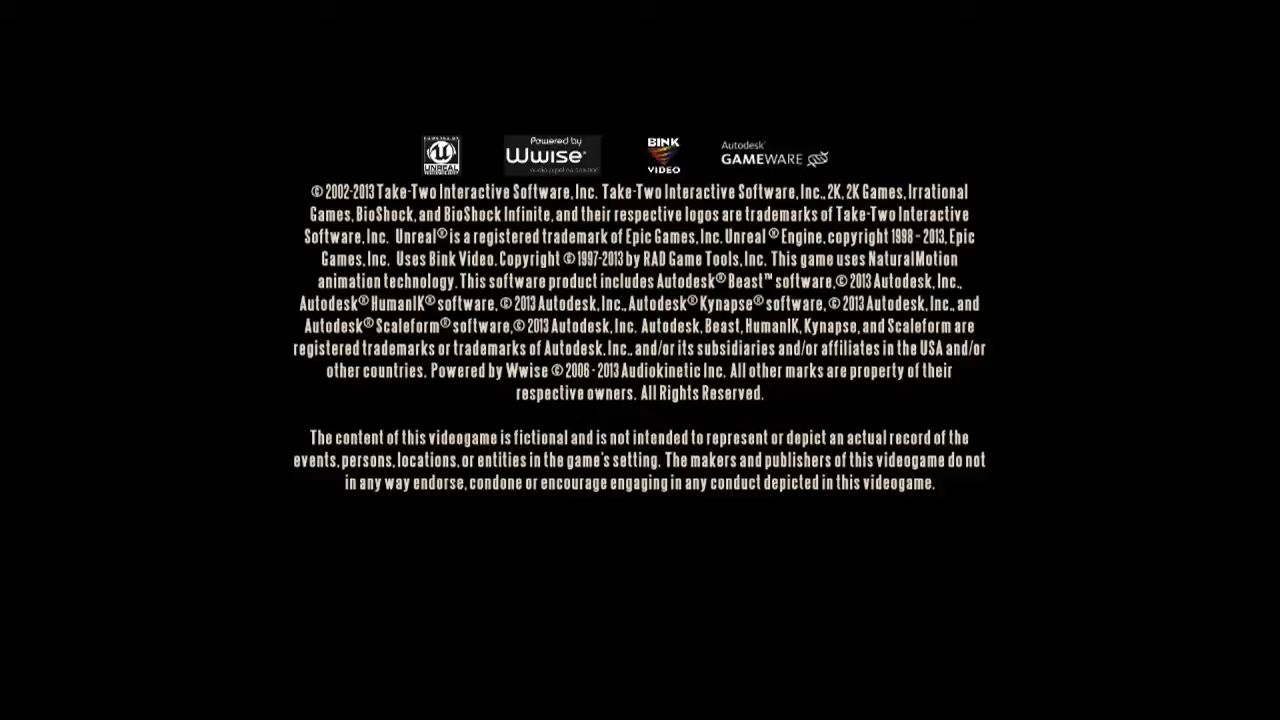 UNREAL
Powered by
Wwise
BINK
VIDEO
Autodesk®
GAMEWARE
© 2002-2013 Take-Two Interactive Software, Inc. Take-Two Interactive Software, Inc., 2K, 2K Games, Irrational
Games, BioShock, and BioShock Infinite, and their respective logos are trademarks of Take-Two Interactive
Software, Inc. Unreal® is a registered trademark of Epic Games, Inc. Unreal ® Engine, copyright 1998 – 2013, Epic
Games, Inc. Uses Bink Video. Copyright © 1997-2013 by RAD Game Tools, Inc. This game uses NaturalMotion
animation technology. This software product includes Autodesk® Beast™ software,© 2013 Autodesk, Inc.,
Autodesk® HumanIK® software, © 2013 Autodesk, Inc., Autodesk® Kynapse® software, © 2013 Autodesk, Inc., and
Autodesk® Scaleform® software,© 2013 Autodesk, Inc. Autodesk, Beast, HumanIK, Kynapse, and Scaleform are
registered trademarks or trademarks of Autodesk, Inc., and/or its subsidiaries and/or affiliates in the USA and/or
other countries. Powered by Wwise © 2006 - 2013 Audiokinetic Inc. All other marks are property of their
respective owners. All Rights Reserved.
The content of this videogame is fictional and is not intended to represent or depict an actual record of the
events, persons, locations, or entities in the game's setting. The makers and publishers of this videogame do not
in any way endorse, condone or encourage engaging in any conduct depicted in this videogame.